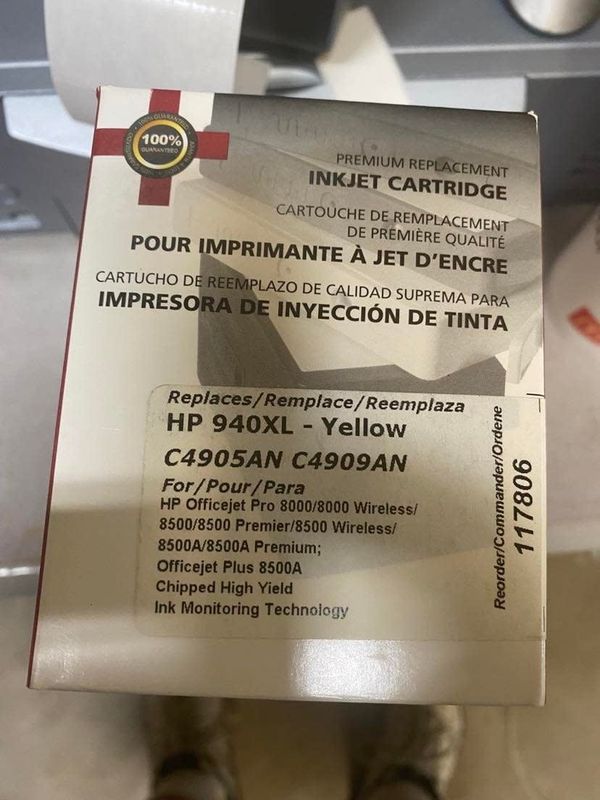 100% GUARANTEED
100%
GUARANTEED
PREMIUM REPLACEMENT
INKJET CARTRIDGE
CARTOUCHE DE REMPLACEMENT
DE PREMIÈRE QUALITÉ
POUR IMPRIMANTE À JET D'ENCRE
CARTUCHO DE REEMPLAZO DE CALIDAD SUPREMA PARA
IMPRESORA DE INYECCIÓN DE TINTA
Replaces/Remplace/Reemplaza
HP 940XL - Yellow
C4905AN C4909AN
For/Pour/Para
HP Officejet Pro 8000/8000 Wireless/
8500/8500 Premier/8500 Wireless/
8500A/8500A Premium;
Officejet Plus 8500A
Chipped High Yield
Ink Monitoring Technology
Reorder/Commander/Ordene
117806